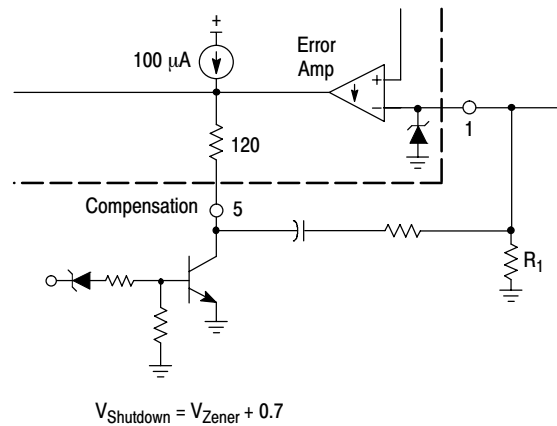 +
100 µA
Error
Amp
+
−
1
120
Compensation
5
R1
VShutdown = VZener + 0.7